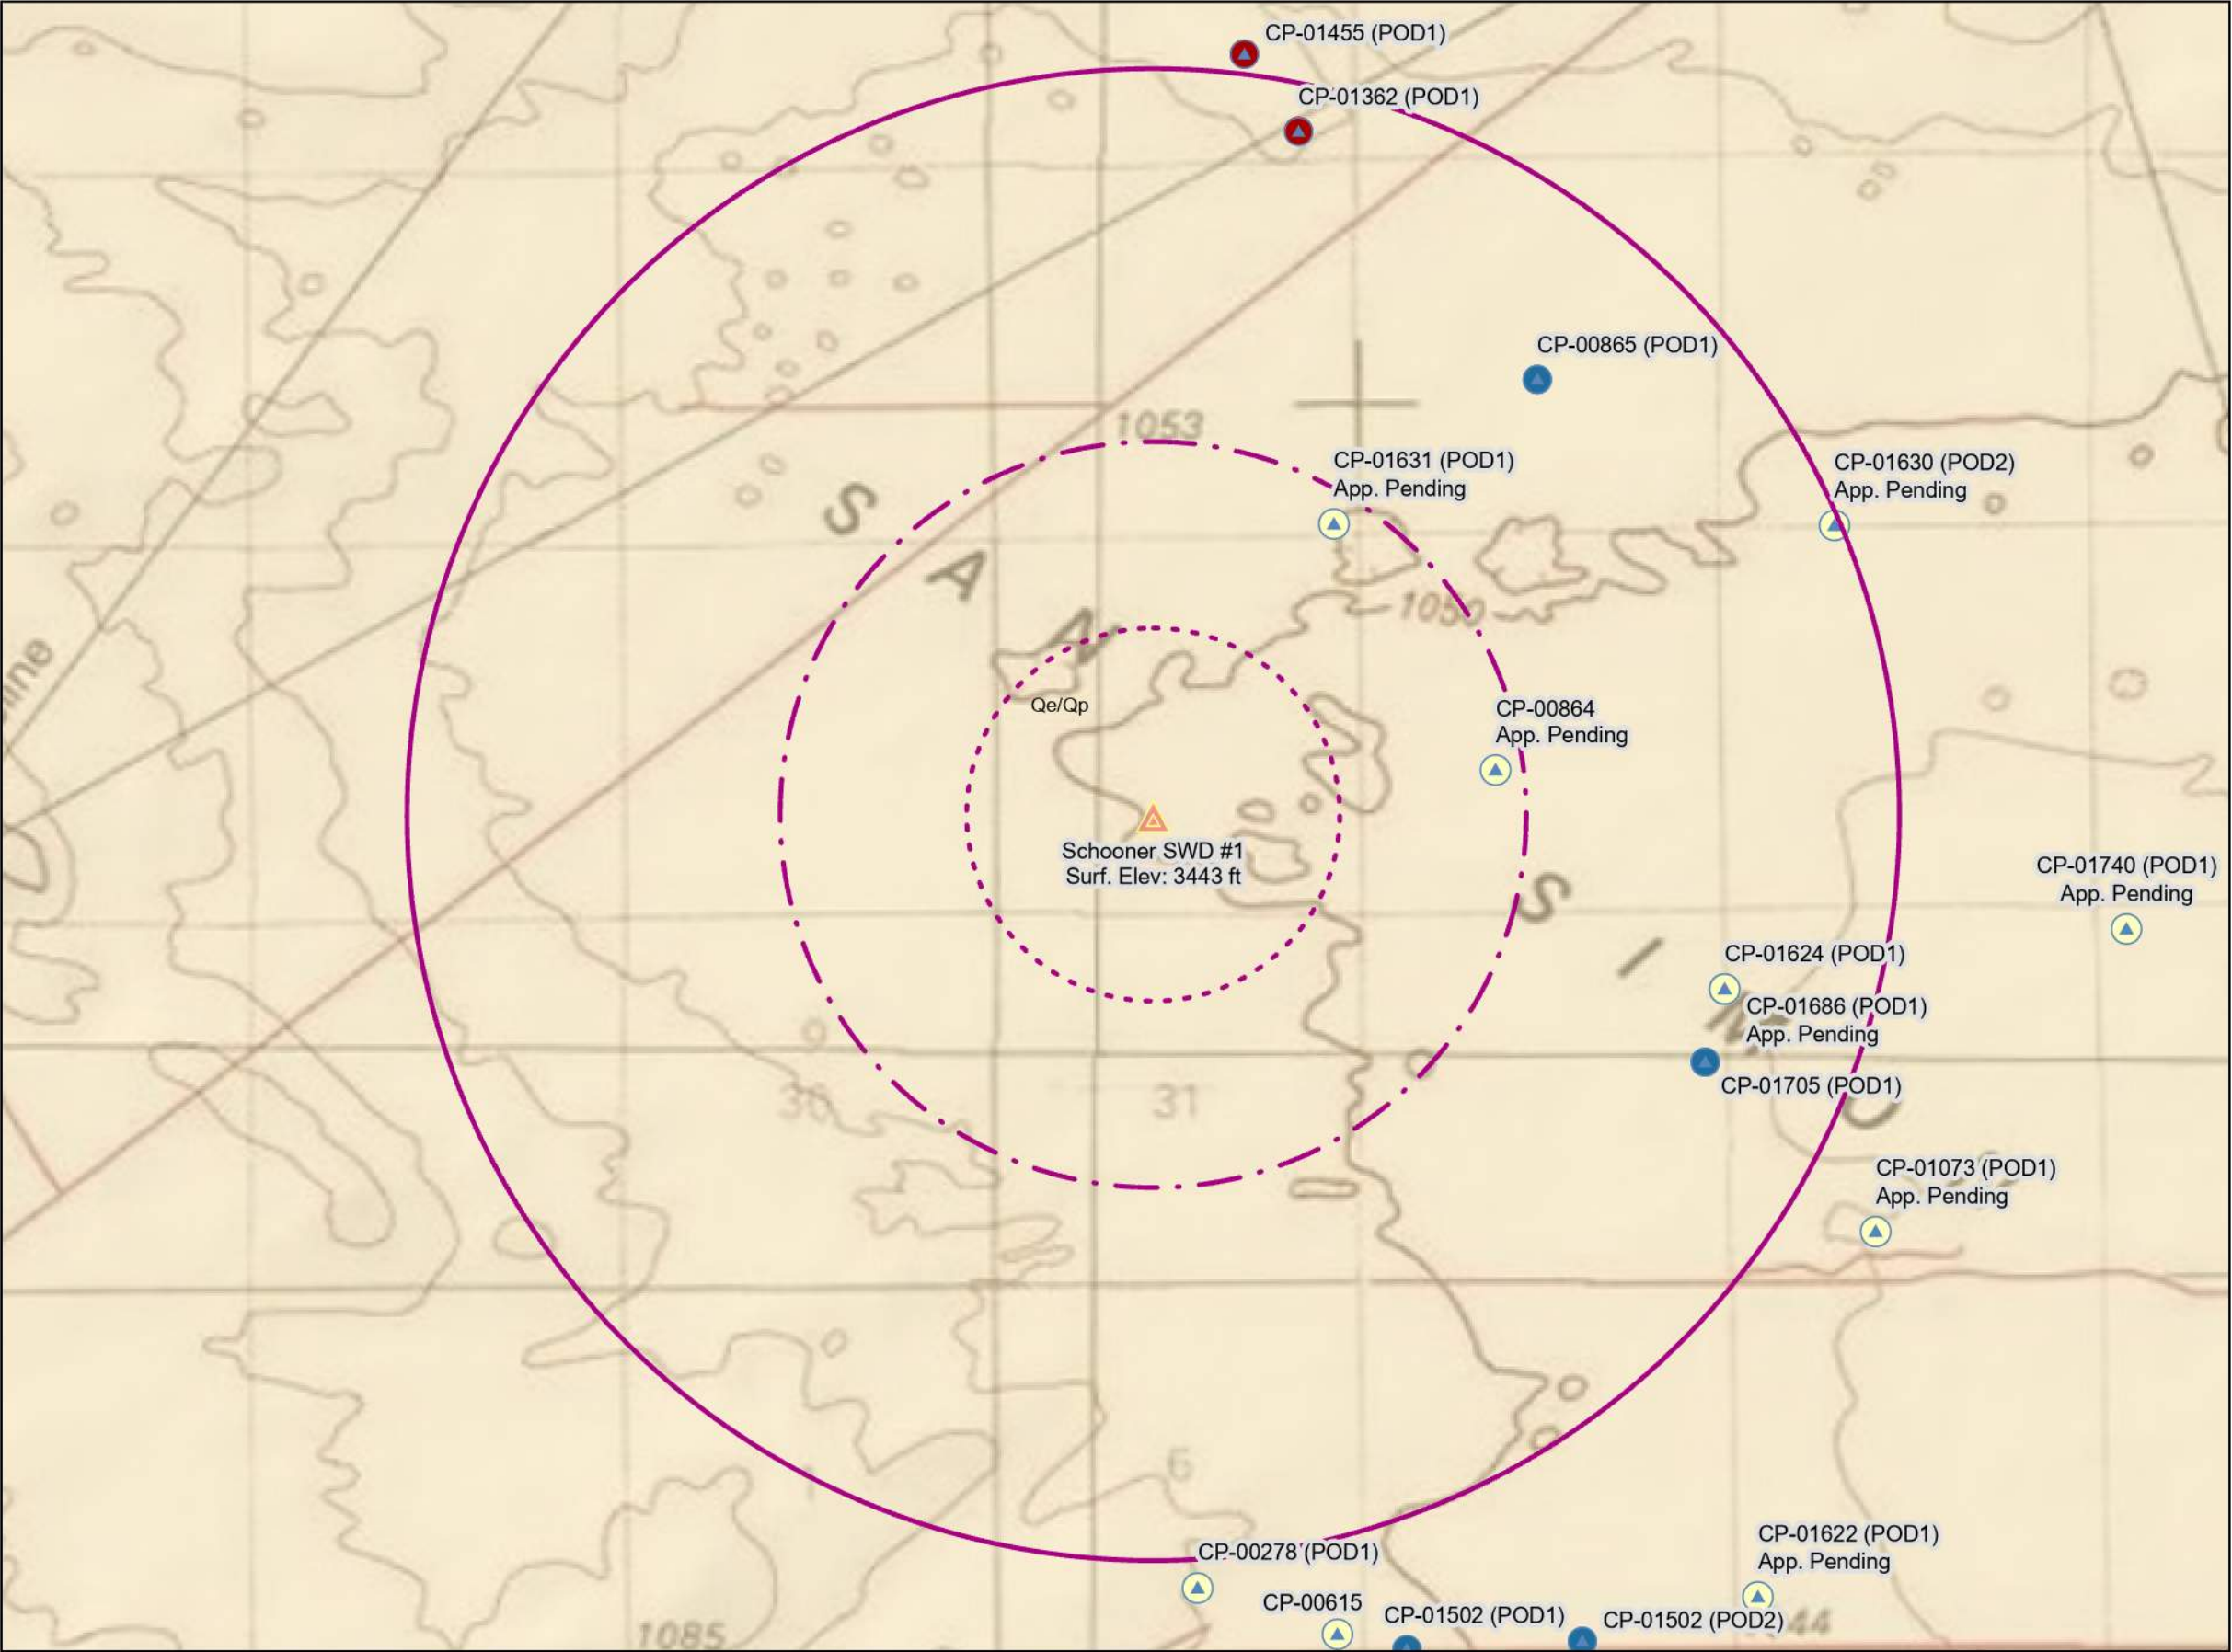 CP-01455 (POD1)
CP-01362 (POD1)
CP-00865 (POD1)
1053
CP-01631 (POD1)
App. Pending
CP-01630 (POD2)
App. Pending
S
A
N
1050
Qe/Qp
CP-00864
App. Pending
Schooner SWD #1
Surf. Elev: 3443 ft
CP-01740 (POD1)
App. Pending
S
I
M
CP-01624 (POD1)
CP-01686 (POD1)
App. Pending
CP-01705 (POD1)
O
36
31
CP-01073 (POD1)
App. Pending
6
1
CP-00278 (POD1)
CP-01622 (POD1)
App. Pending
CP-00615
CP-01502 (POD1)
CP-01502 (POD2)
1085
44